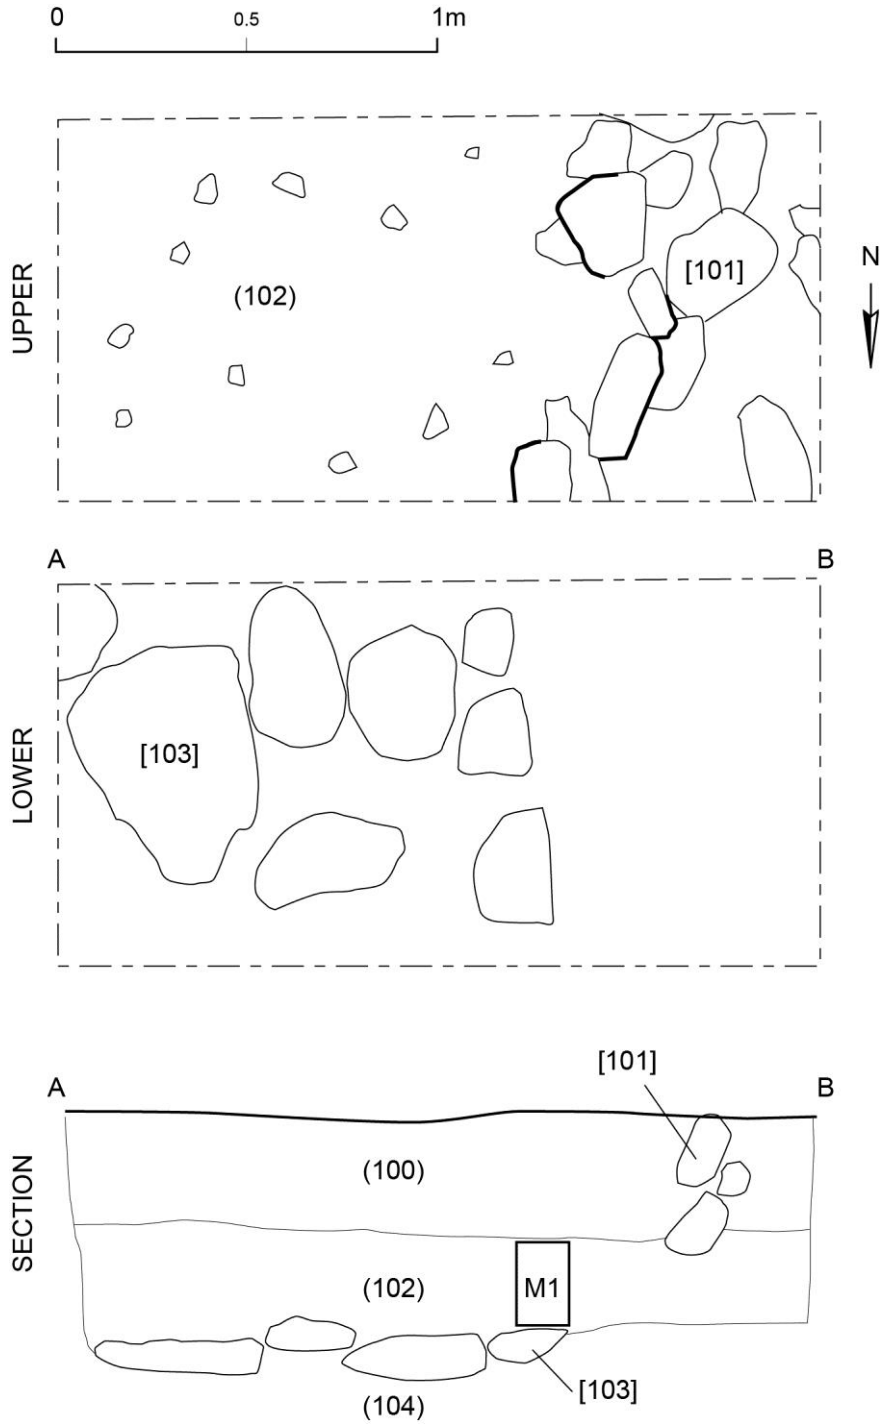 0 0.5 1m
UPPER
(102)
[101]
N
A B
LOWER
[103]
[101]
A B
SECTION
(100)
(102)
M1
[103]
(104)